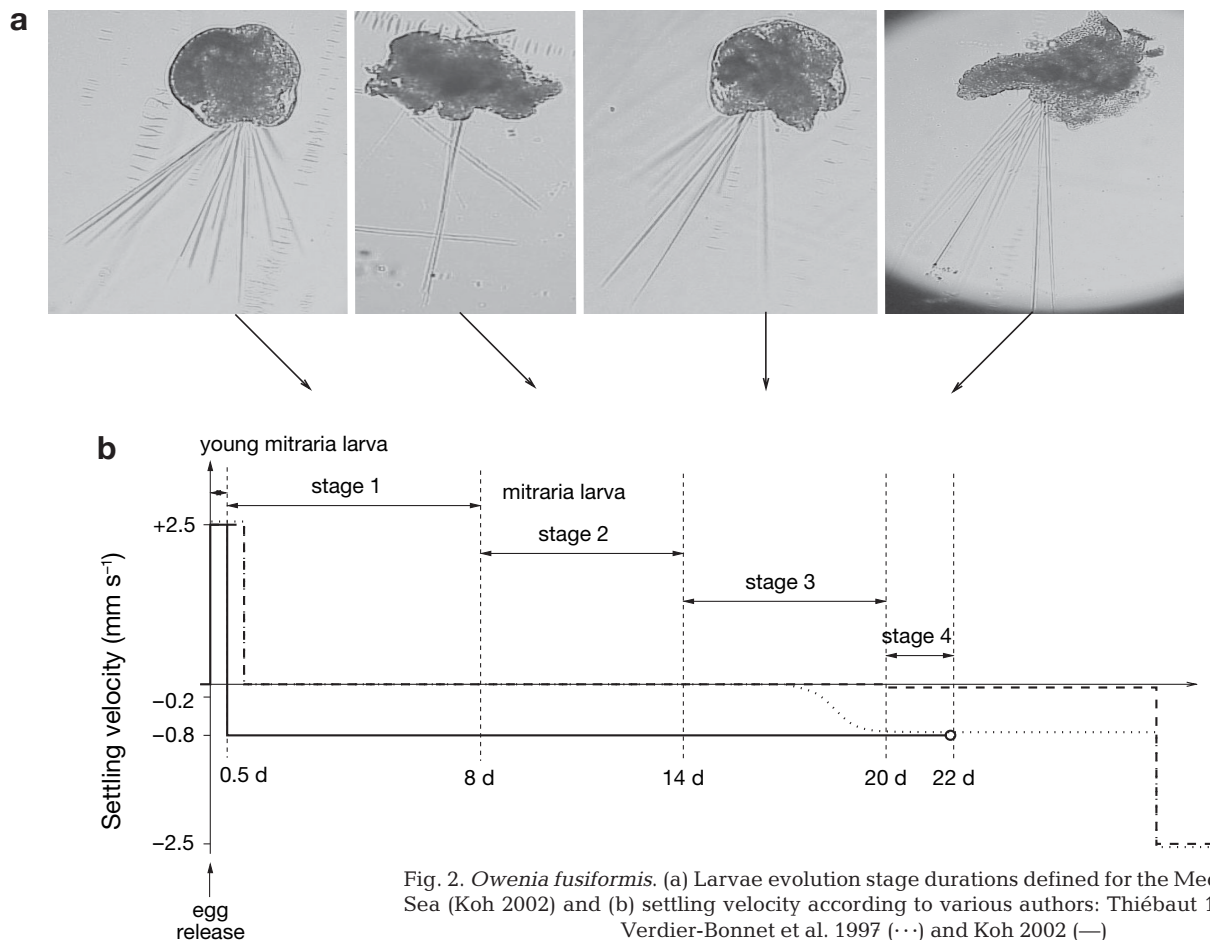 a
b
young mitraria larva
stage 1
mitraria larva
stage 2
stage 3
stage 4
+2.5
−0.2
−0.8
−2.5
Settling velocity (mm s⁻¹)
0.5 d
8 d
14 d
20 d
22 d
egg
release
Fig. 2. Owenia fusiformis. (a) Larvae evolution stage durations defined for the
Sea (Koh 2002) and (b) settling velocity according to various authors: Thiébaut
Verdier-Bonnet et al. 1997 (···) and Koh 2002 (—)